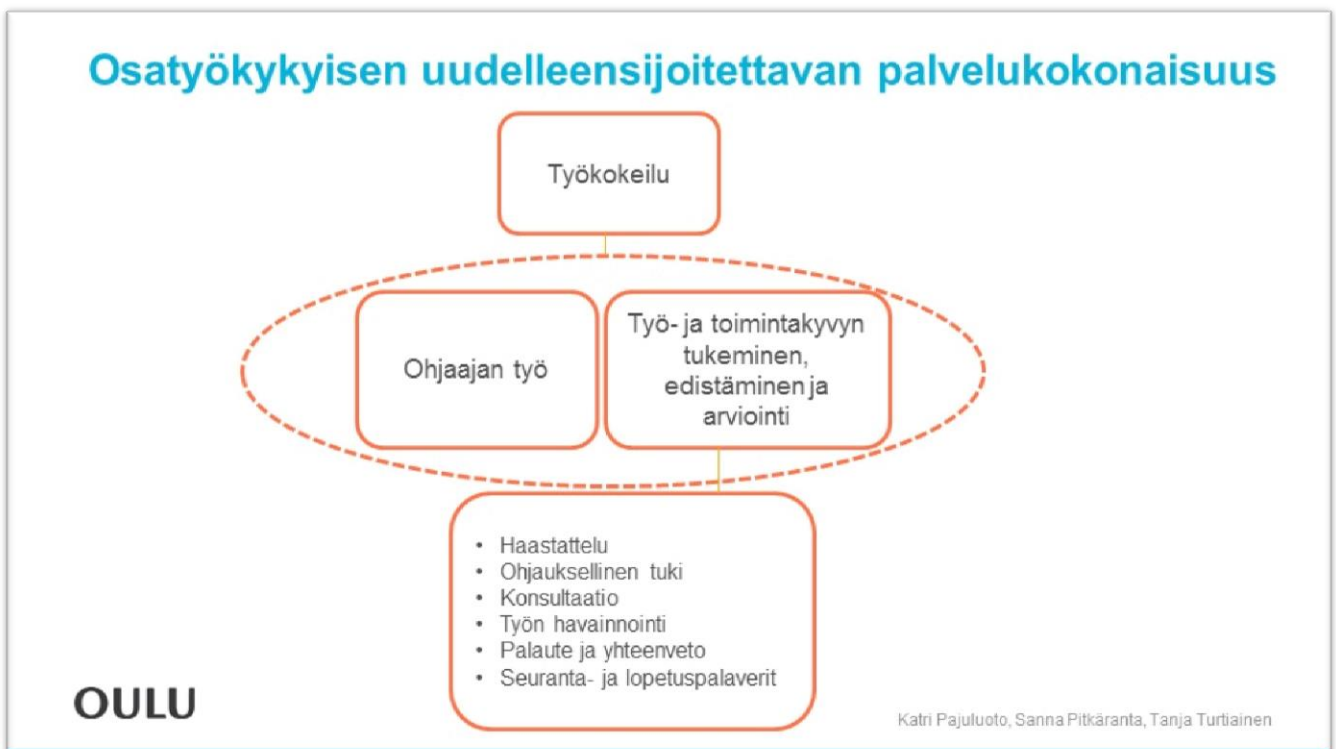 Osatyökykyisen uudelleensijoitettavan palvelukokonaisuus
Työkokeilu
Ohjaajan työ
Työ- ja toimintakyvyn
tukeminen,
edistäminen ja
arviointi
• Haastattelu
• Ohjauksellinen tuki
• Konsultaatio
• Työn havainnointi
• Palaute ja yhteenveto
• Seuranta- ja lopetuspalaverit
OULU
Katri Pajuluoto, Sanna Pitkäranta, Tanja Turtiainen